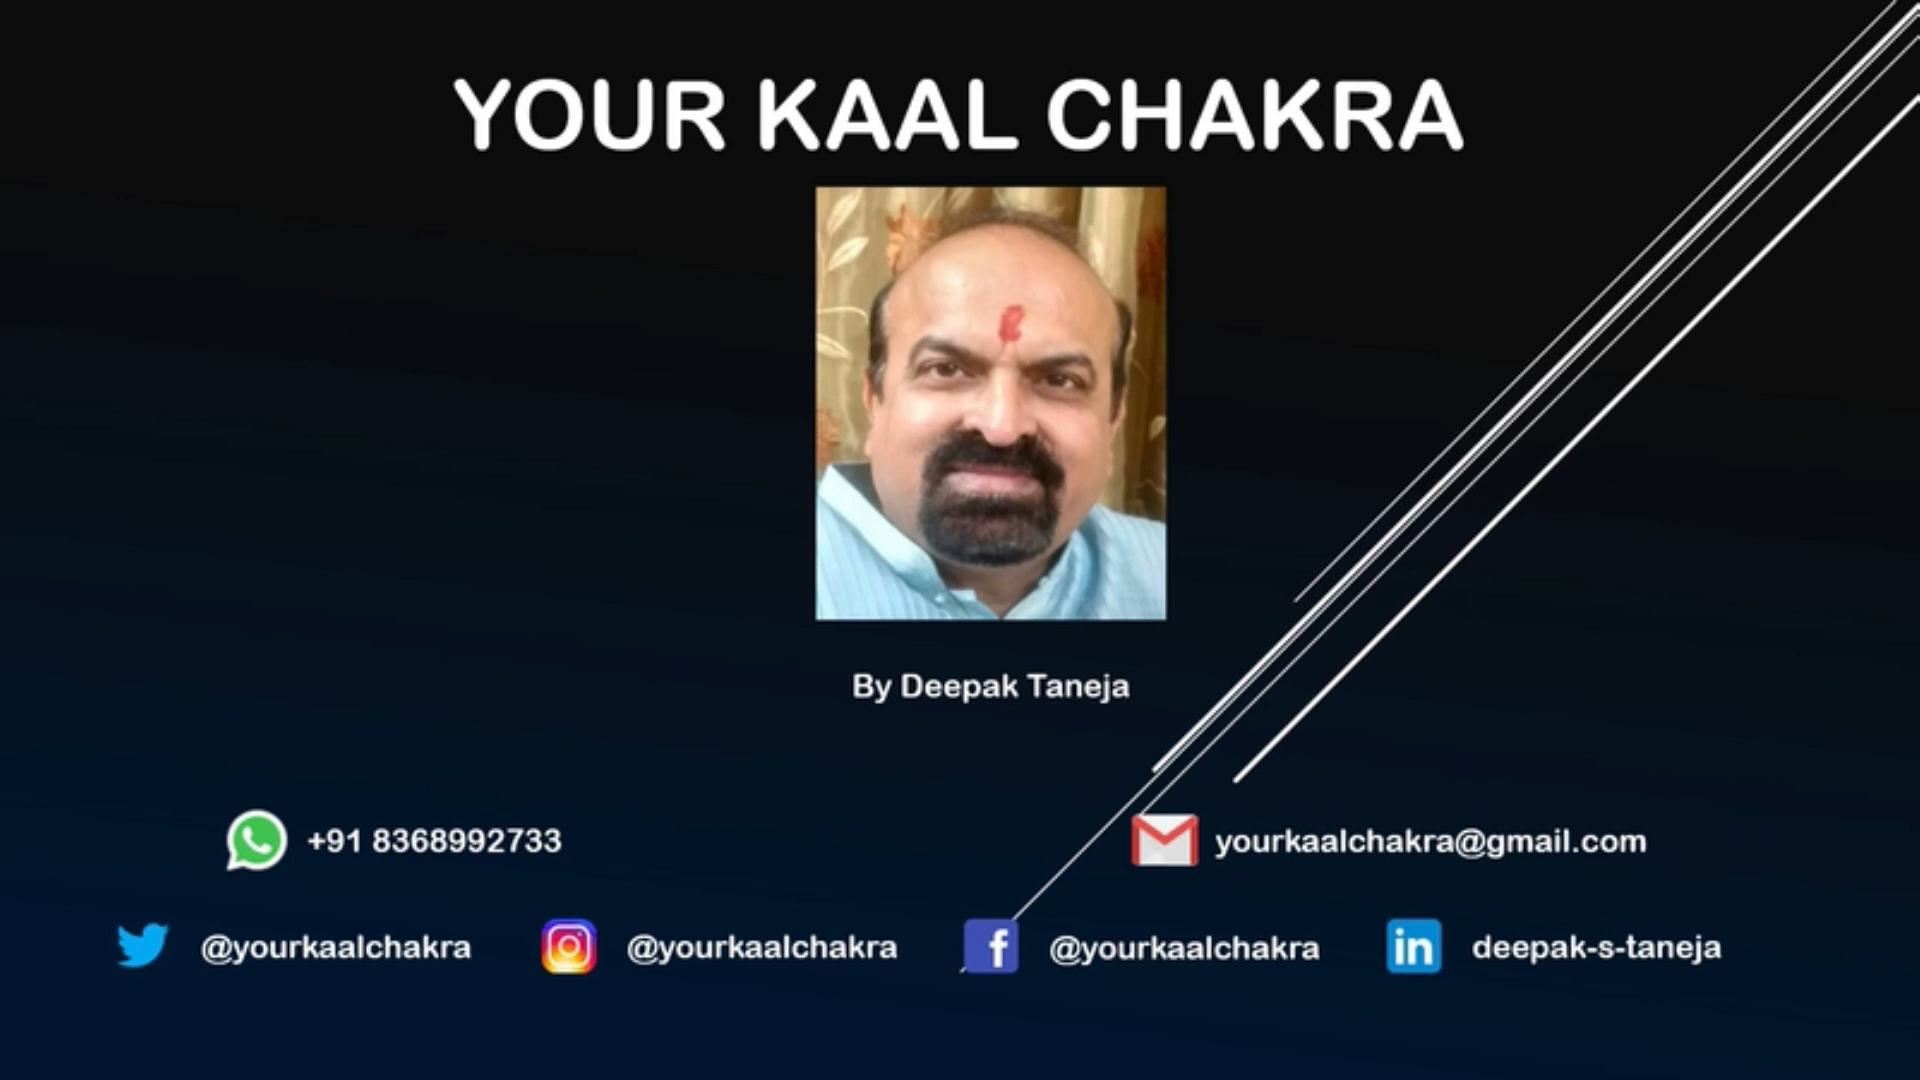 YOUR KAAL CHAKRA
By Deepak Taneja
+91 8368992733
yourkaalchakra@gmail.com
@yourkaalchakra
@yourkaalchakra
@yourkaalchakra
deepak-s-taneja